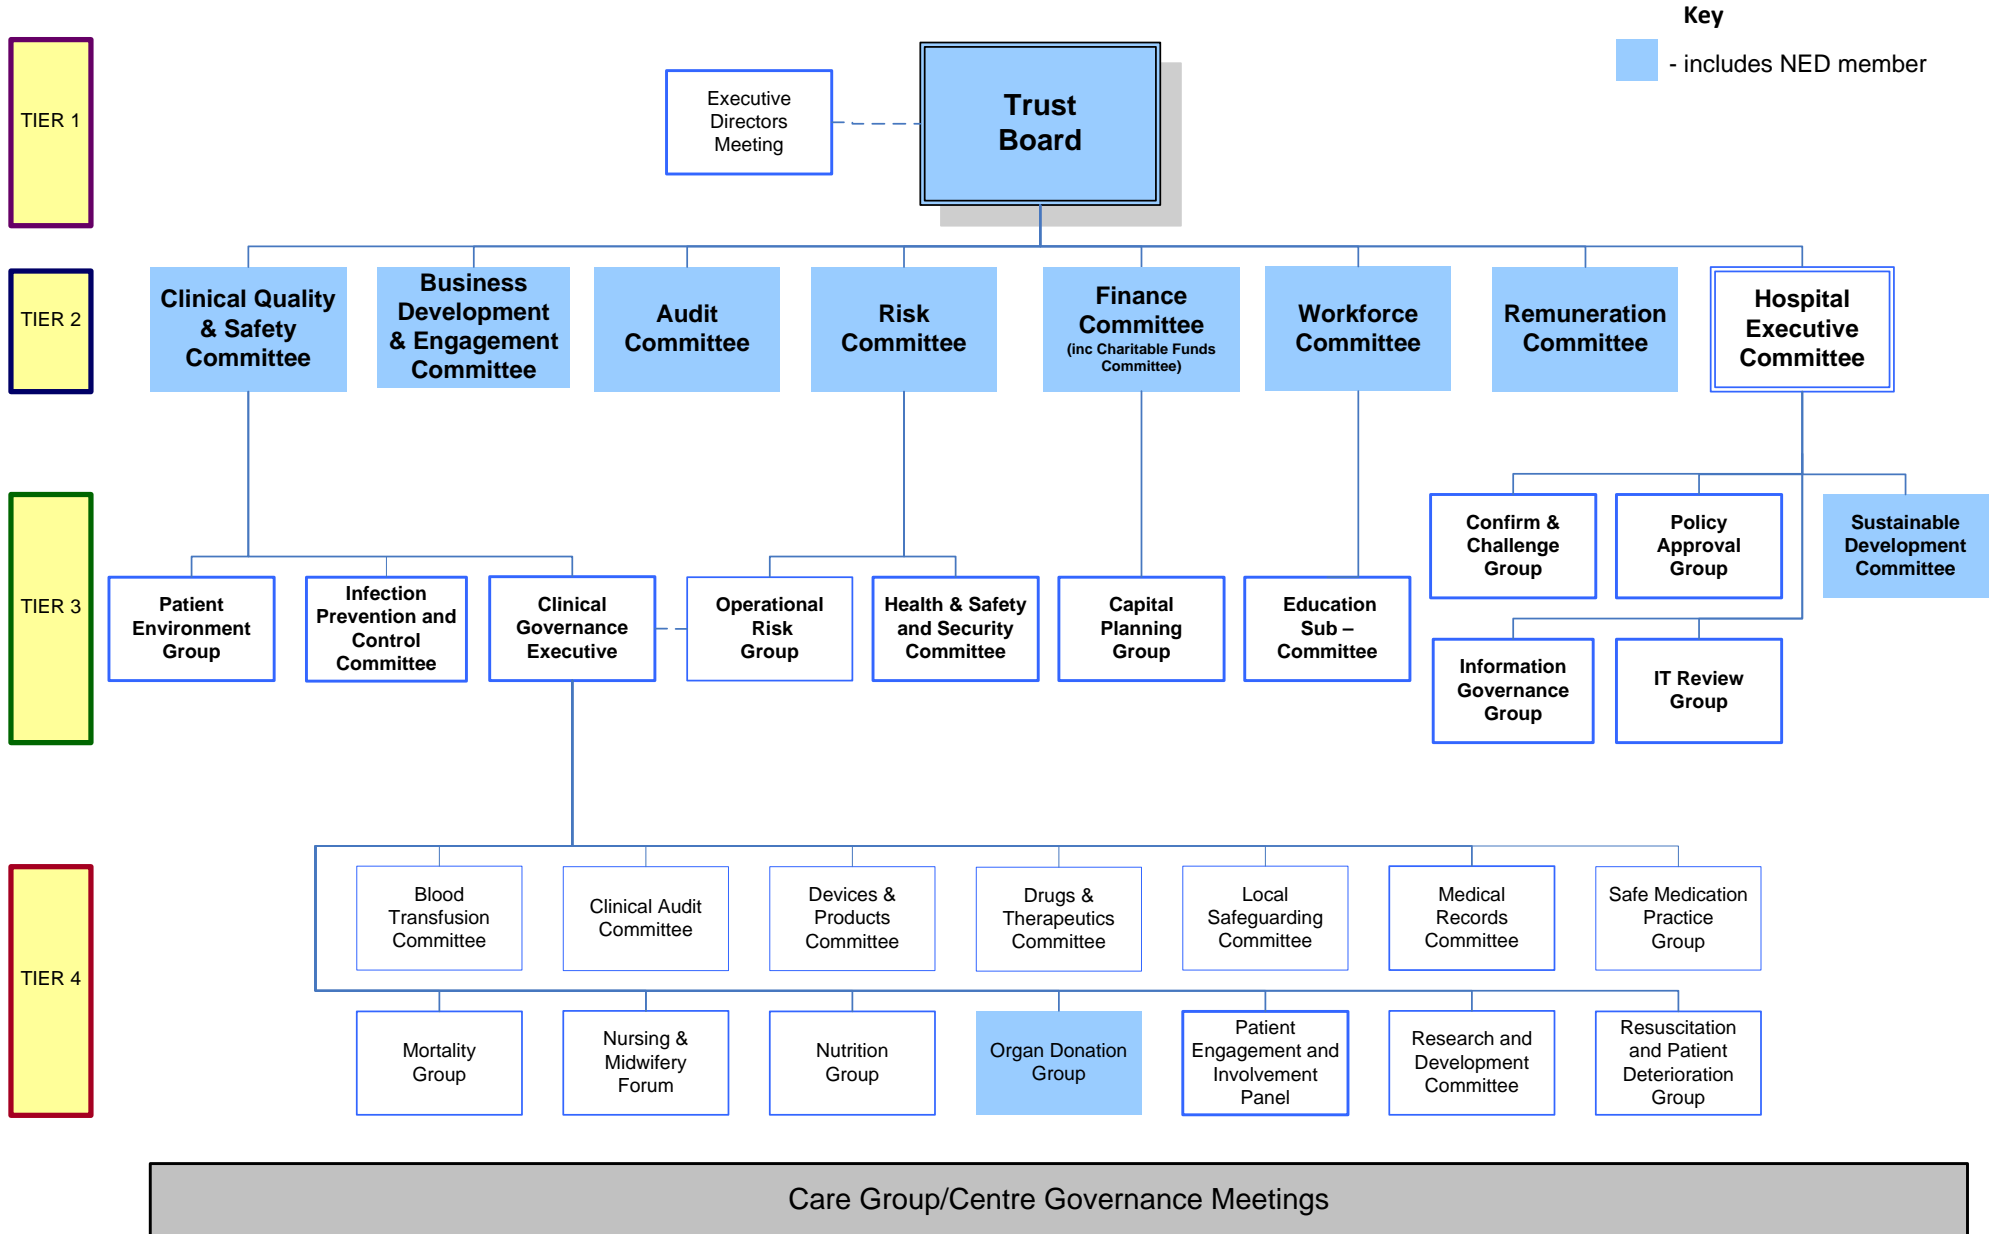 Key
- includes NED member
TIER 1
Executive
Directors
Meeting
Trust
Board
TIER 2
Clinical Quality
& Safety
Committee
Business
Development
& Engagement
Committee
Audit
Committee
Risk
Committee
Finance
Committee
(inc Charitable Funds
Committee)
Workforce
Committee
Remuneration
Committee
Hospital
Executive
Committee
TIER 3
Confirm &
Challenge
Group
Policy
Approval
Group
Sustainable
Development
Committee
Patient
Environment
Group
Infection
Prevention and
Control
Committee
Clinical
Governance
Executive
Operational
Risk
Group
Health & Safety
and Security
Committee
Capital
Planning
Group
Education
Sub –
Committee
Information
Governance
Group
IT Review
Group
TIER 4
Blood
Transfusion
Committee
Clinical Audit
Committee
Devices &
Products
Committee
Drugs &
Therapeutics
Committee
Local
Safeguarding
Committee
Medical
Records
Committee
Safe Medication
Practice
Group
Mortality
Group
Nursing &
Midwifery
Forum
Nutrition
Group
Organ Donation
Group
Patient
Engagement and
Involvement
Panel
Research and
Development
Committee
Resuscitation
and Patient
Deterioration
Group
Care Group/Centre Governance Meetings